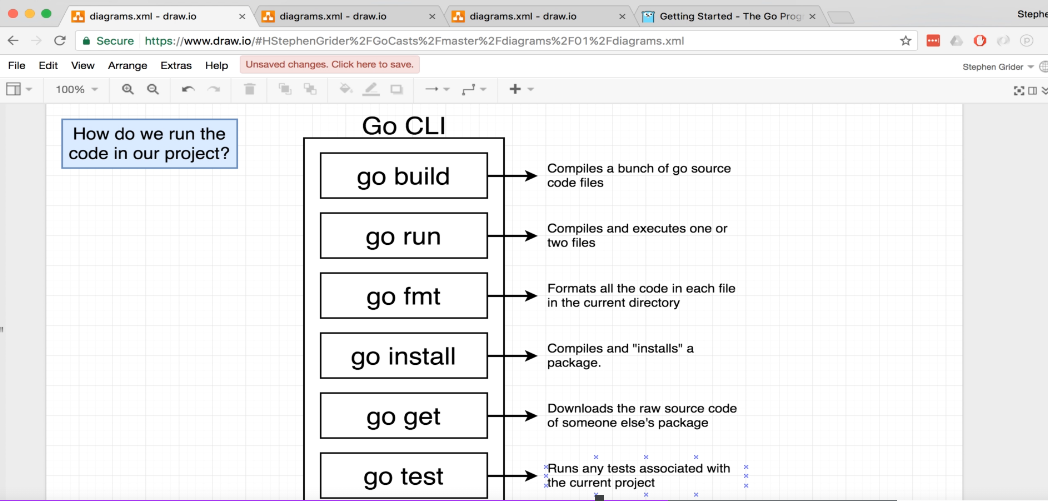 diagrams.xml - draw.io
diagrams.xml - draw.io
diagrams.xml - draw.io
Getting Started - The Go Prog
Stephe
Secure https://www.draw.io/#HStephenGrider%2FGoCasts%2Fmaster%2Fdiagrams%2F01%2Fdiagrams.xml
File Edit View Arrange Extras Help Unsaved changes. Click here to save.
Stephen Grider
100%
How do we run the
code in our project?
Go CLI
go build
Compiles a bunch of go source
code files
go run
Compiles and executes one or
two files
go fmt
Formats all the code in each file
in the current directory
go install
Compiles and "installs" a
package.
go get
Downloads the raw source code
of someone else's package
go test
Runs any tests associated with
the current project